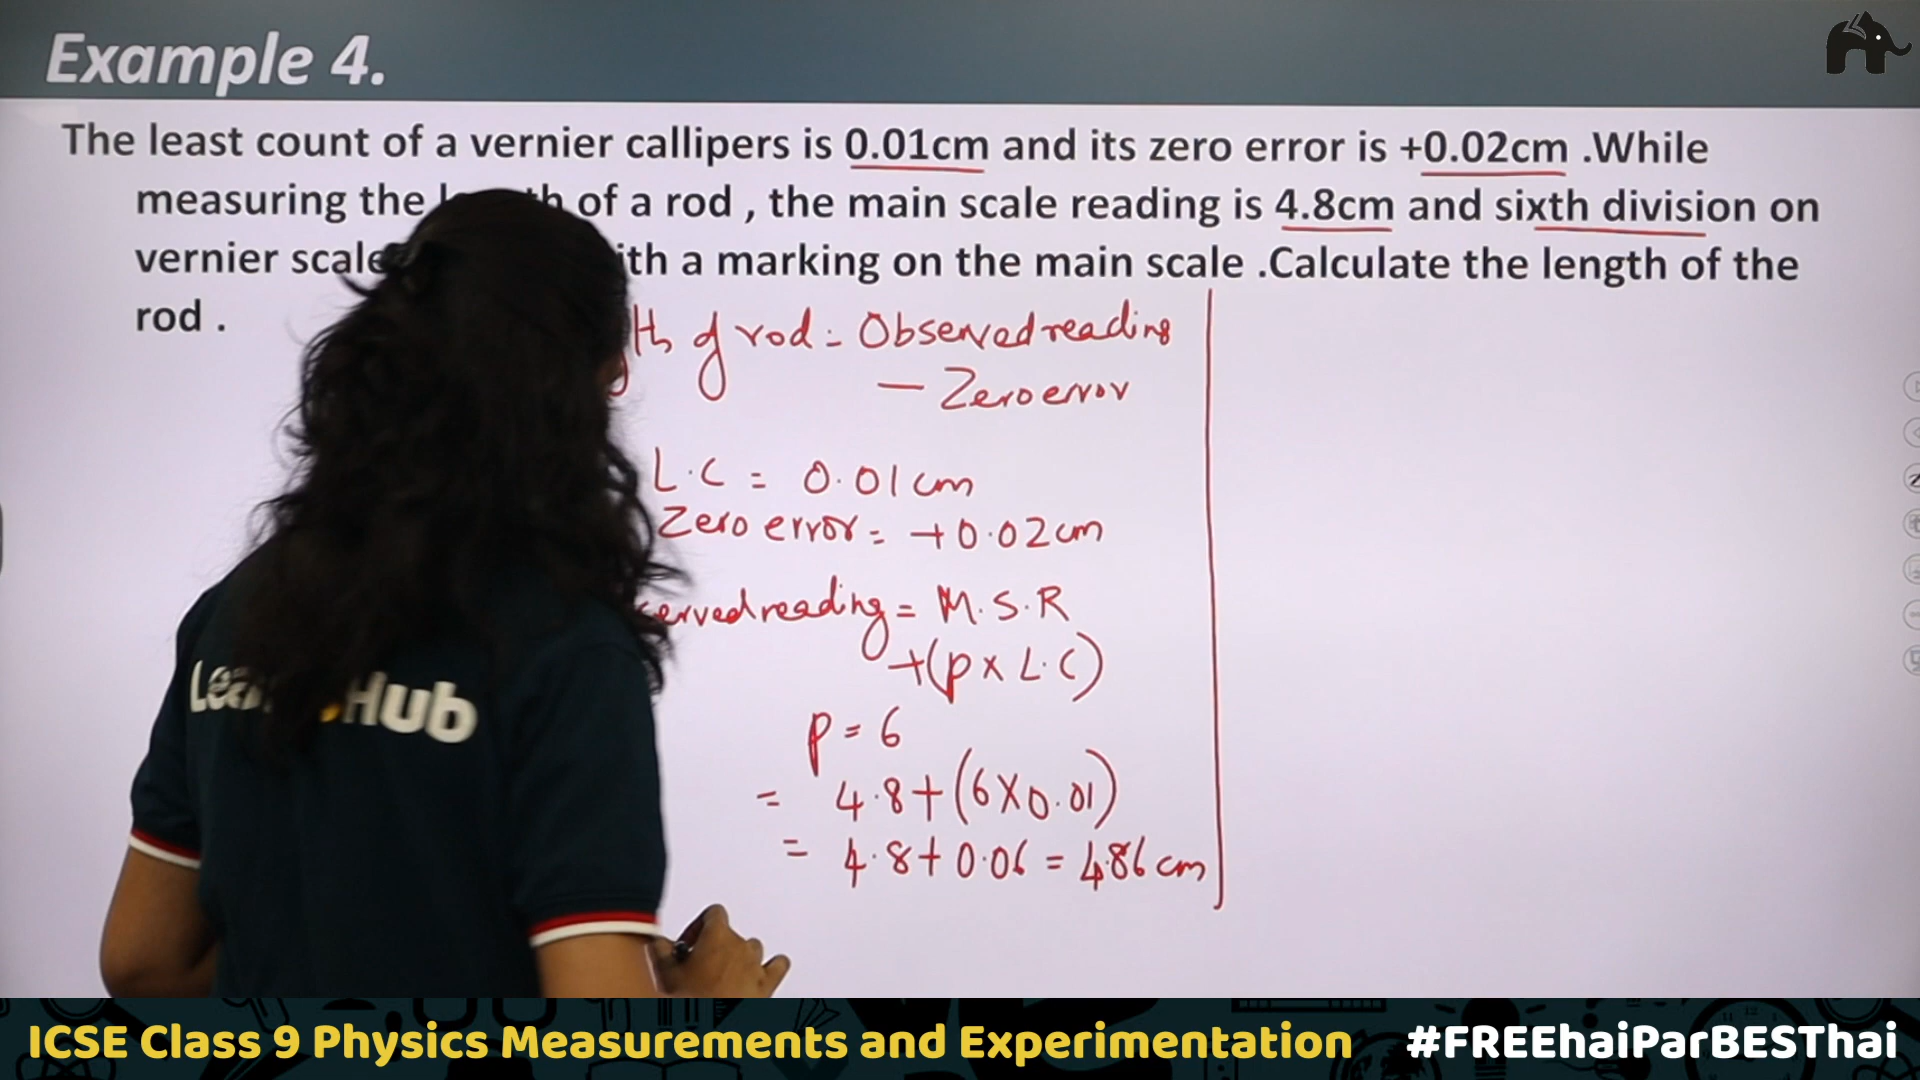 Example 4.
The least count of a vernier callipers is 0.01cm and its zero error is +0.02cm .While
measuring the of a rod , the main scale reading is 4.8cm and sixth division on
vernier scale with a marking on the main scale .Calculate the length of the
rod .
of rod = Observed reading
- Zero error
L.C = 0.01cm
Zero error = +0.02cm
reading = M.S.R
+(p x L.C)
p = 6
= 4.8+(6X0.01)
= 4.8+0.06 = 4.86 cm
Hub
ICSE Class 9 Physics Measurements and Experimentation #FREEhaiParBESThai